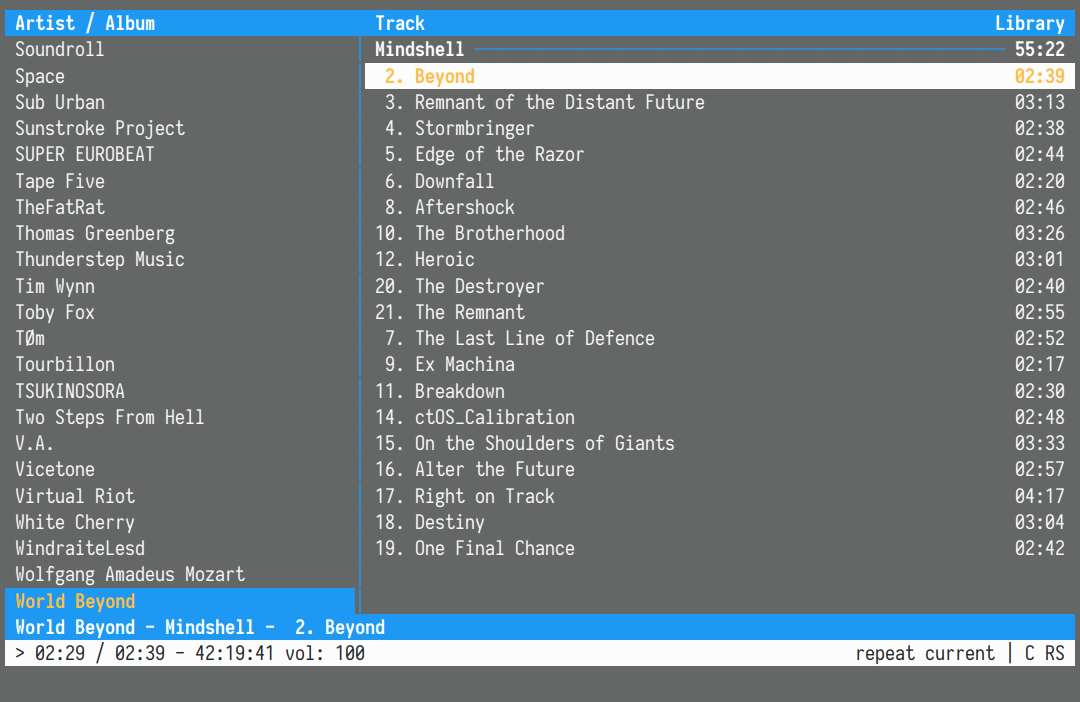 Artist / Album Track Library
Soundroll Mindshell 55:22
Space 2. Beyond 02:39
Sub Urban 3. Remnant of the Distant Future 03:13
Sunstroke Project 4. Stormbringer 02:38
SUPER EUROBEAT 5. Edge of the Razor 02:44
Tape Five 6. Downfall 02:20
TheFatRat 8. Aftershock 02:46
Thomas Greenberg 10. The Brotherhood 03:26
Thunderstep Music 12. Heroic 03:01
Tim Wynn 20. The Destroyer 02:40
Toby Fox 21. The Remnant 02:55
TØm 7. The Last Line of Defence 02:52
Tourbillon 9. Ex Machina 02:17
TSUKINOSORA 11. Breakdown 02:30
Two Steps From Hell 14. ctOS_Calibration 02:48
V.A. 15. On the Shoulders of Giants 03:33
Vicetone 16. Alter the Future 02:57
Virtual Riot 17. Right on Track 04:17
White Cherry 18. Destiny 03:04
WindraiteLesd 19. One Final Chance 02:42
Wolfgang Amadeus Mozart
World Beyond
World Beyond - Mindshell - 2. Beyond
> 02:29 / 02:39 - 42:19:41 vol: 100 repeat current | C RS